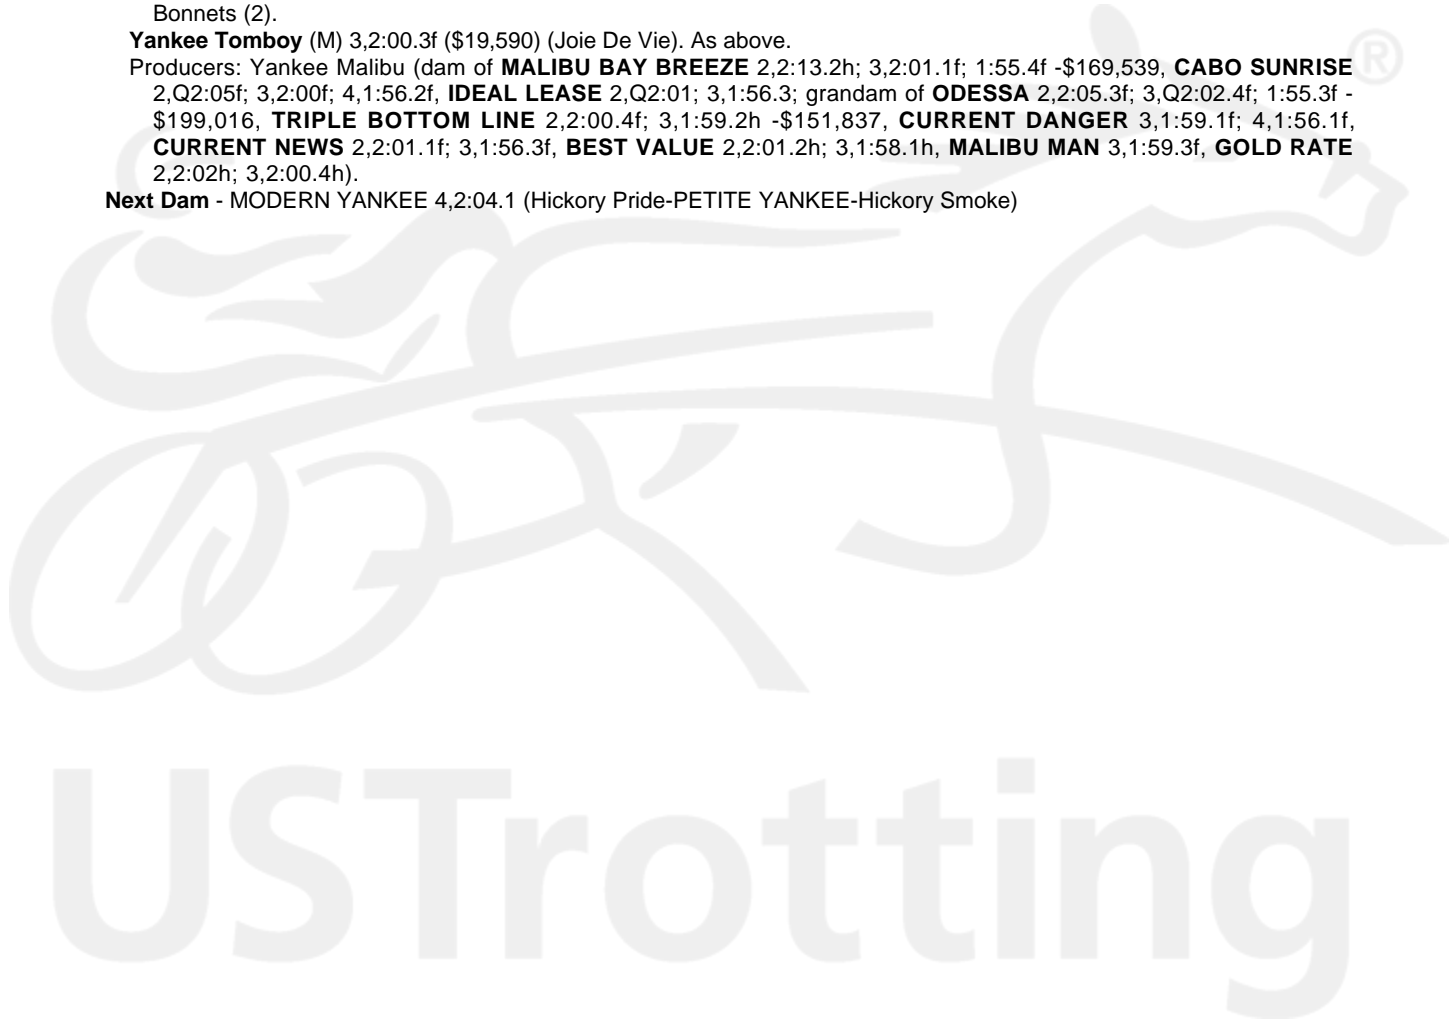 Bonnets (2).
Yankee Tomboy (M) 3,2:00.3f ($19,590) (Joie De Vie). As above.
Producers: Yankee Malibu (dam of MALIBU BAY BREEZE 2,2:13.2h; 3,2:01.1f; 1:55.4f -$169,539, CABO SUNRISE
2,Q2:05f; 3,2:00f; 4,1:56.2f, IDEAL LEASE 2,Q2:01; 3,1:56.3; grandam of ODESSA 2,2:05.3f; 3,Q2:02.4f; 1:55.3f -
$199,016, TRIPLE BOTTOM LINE 2,2:00.4f; 3,1:59.2h -$151,837, CURRENT DANGER 3,1:59.1f; 4,1:56.1f,
CURRENT NEWS 2,2:01.1f; 3,1:56.3f, BEST VALUE 2,2:01.2h; 3,1:58.1h, MALIBU MAN 3,1:59.3f, GOLD RATE
2,2:02h; 3,2:00.4h).
Next Dam - MODERN YANKEE 4,2:04.1 (Hickory Pride-PETITE YANKEE-Hickory Smoke)
®
USTrotting